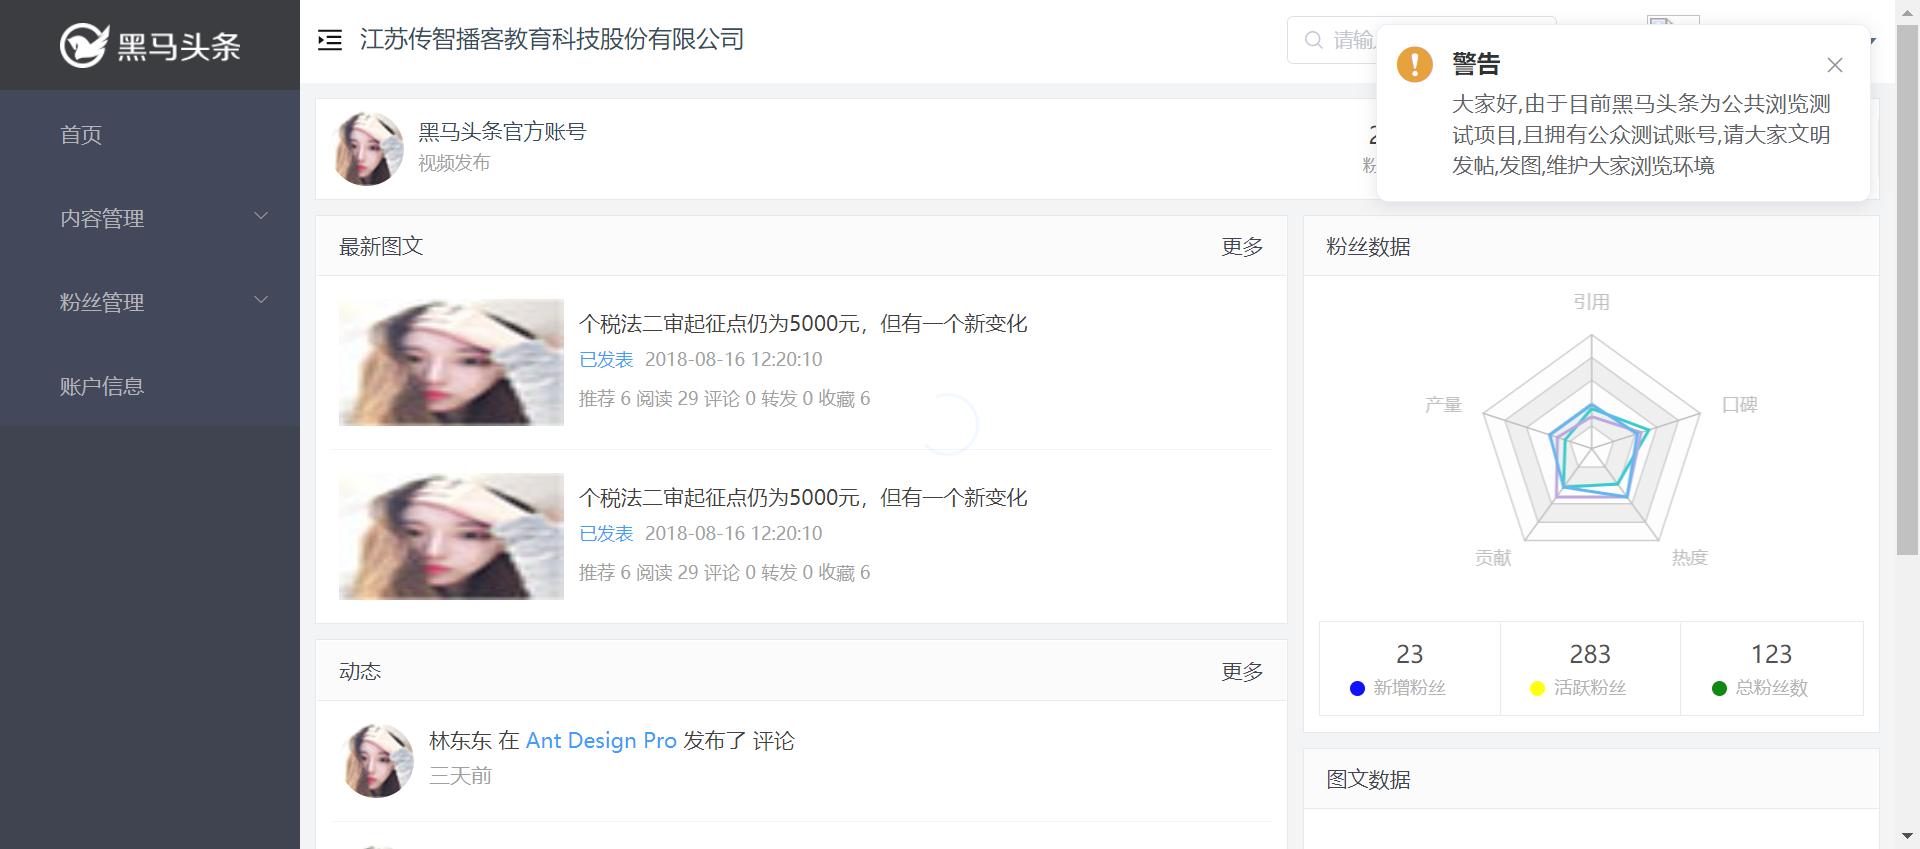 黑马头条
江苏传智播客教育科技股份有限公司
请输
警告
大家好,由于目前黑马头条为公共浏览测
试项目,且拥有公众测试账号,请大家文明
发帖,发图,维护大家浏览环境
首页
内容管理
粉丝管理
账户信息
黑马头条官方账号
视频发布
2
粉
最新图文
更多
个税法二审起征点仍为5000元，但有一个新变化
已发表 2018-08-16 12:20:10
推荐 6 阅读 29 评论 0 转发 0 收藏 6
个税法二审起征点仍为5000元，但有一个新变化
已发表 2018-08-16 12:20:10
推荐 6 阅读 29 评论 0 转发 0 收藏 6
动态
更多
林东东 在 Ant Design Pro 发布了 评论
三天前
粉丝数据
引用
产量
口碑
贡献
热度
23
新增粉丝
283
活跃粉丝
123
总粉丝数
图文数据